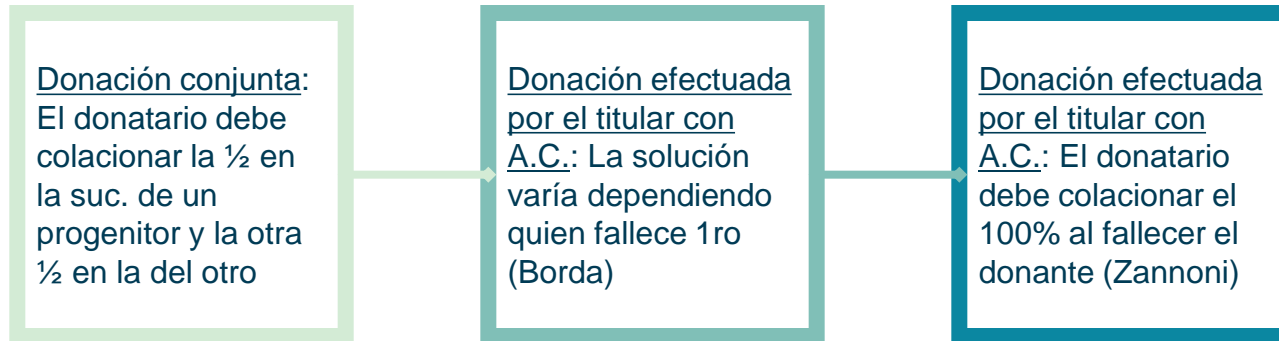 Donación conjunta:
El donatario debe
colacionar la ½ en
la suc. de un
progenitor y la otra
½ en la del otro
Donación efectuada
por el titular con
A.C.: La solución
varía dependiendo
quien fallece 1ro
(Borda)
Donación efectuada
por el titular con
A.C.: El donatario
debe colacionar el
100% al fallecer el
donante (Zannoni)